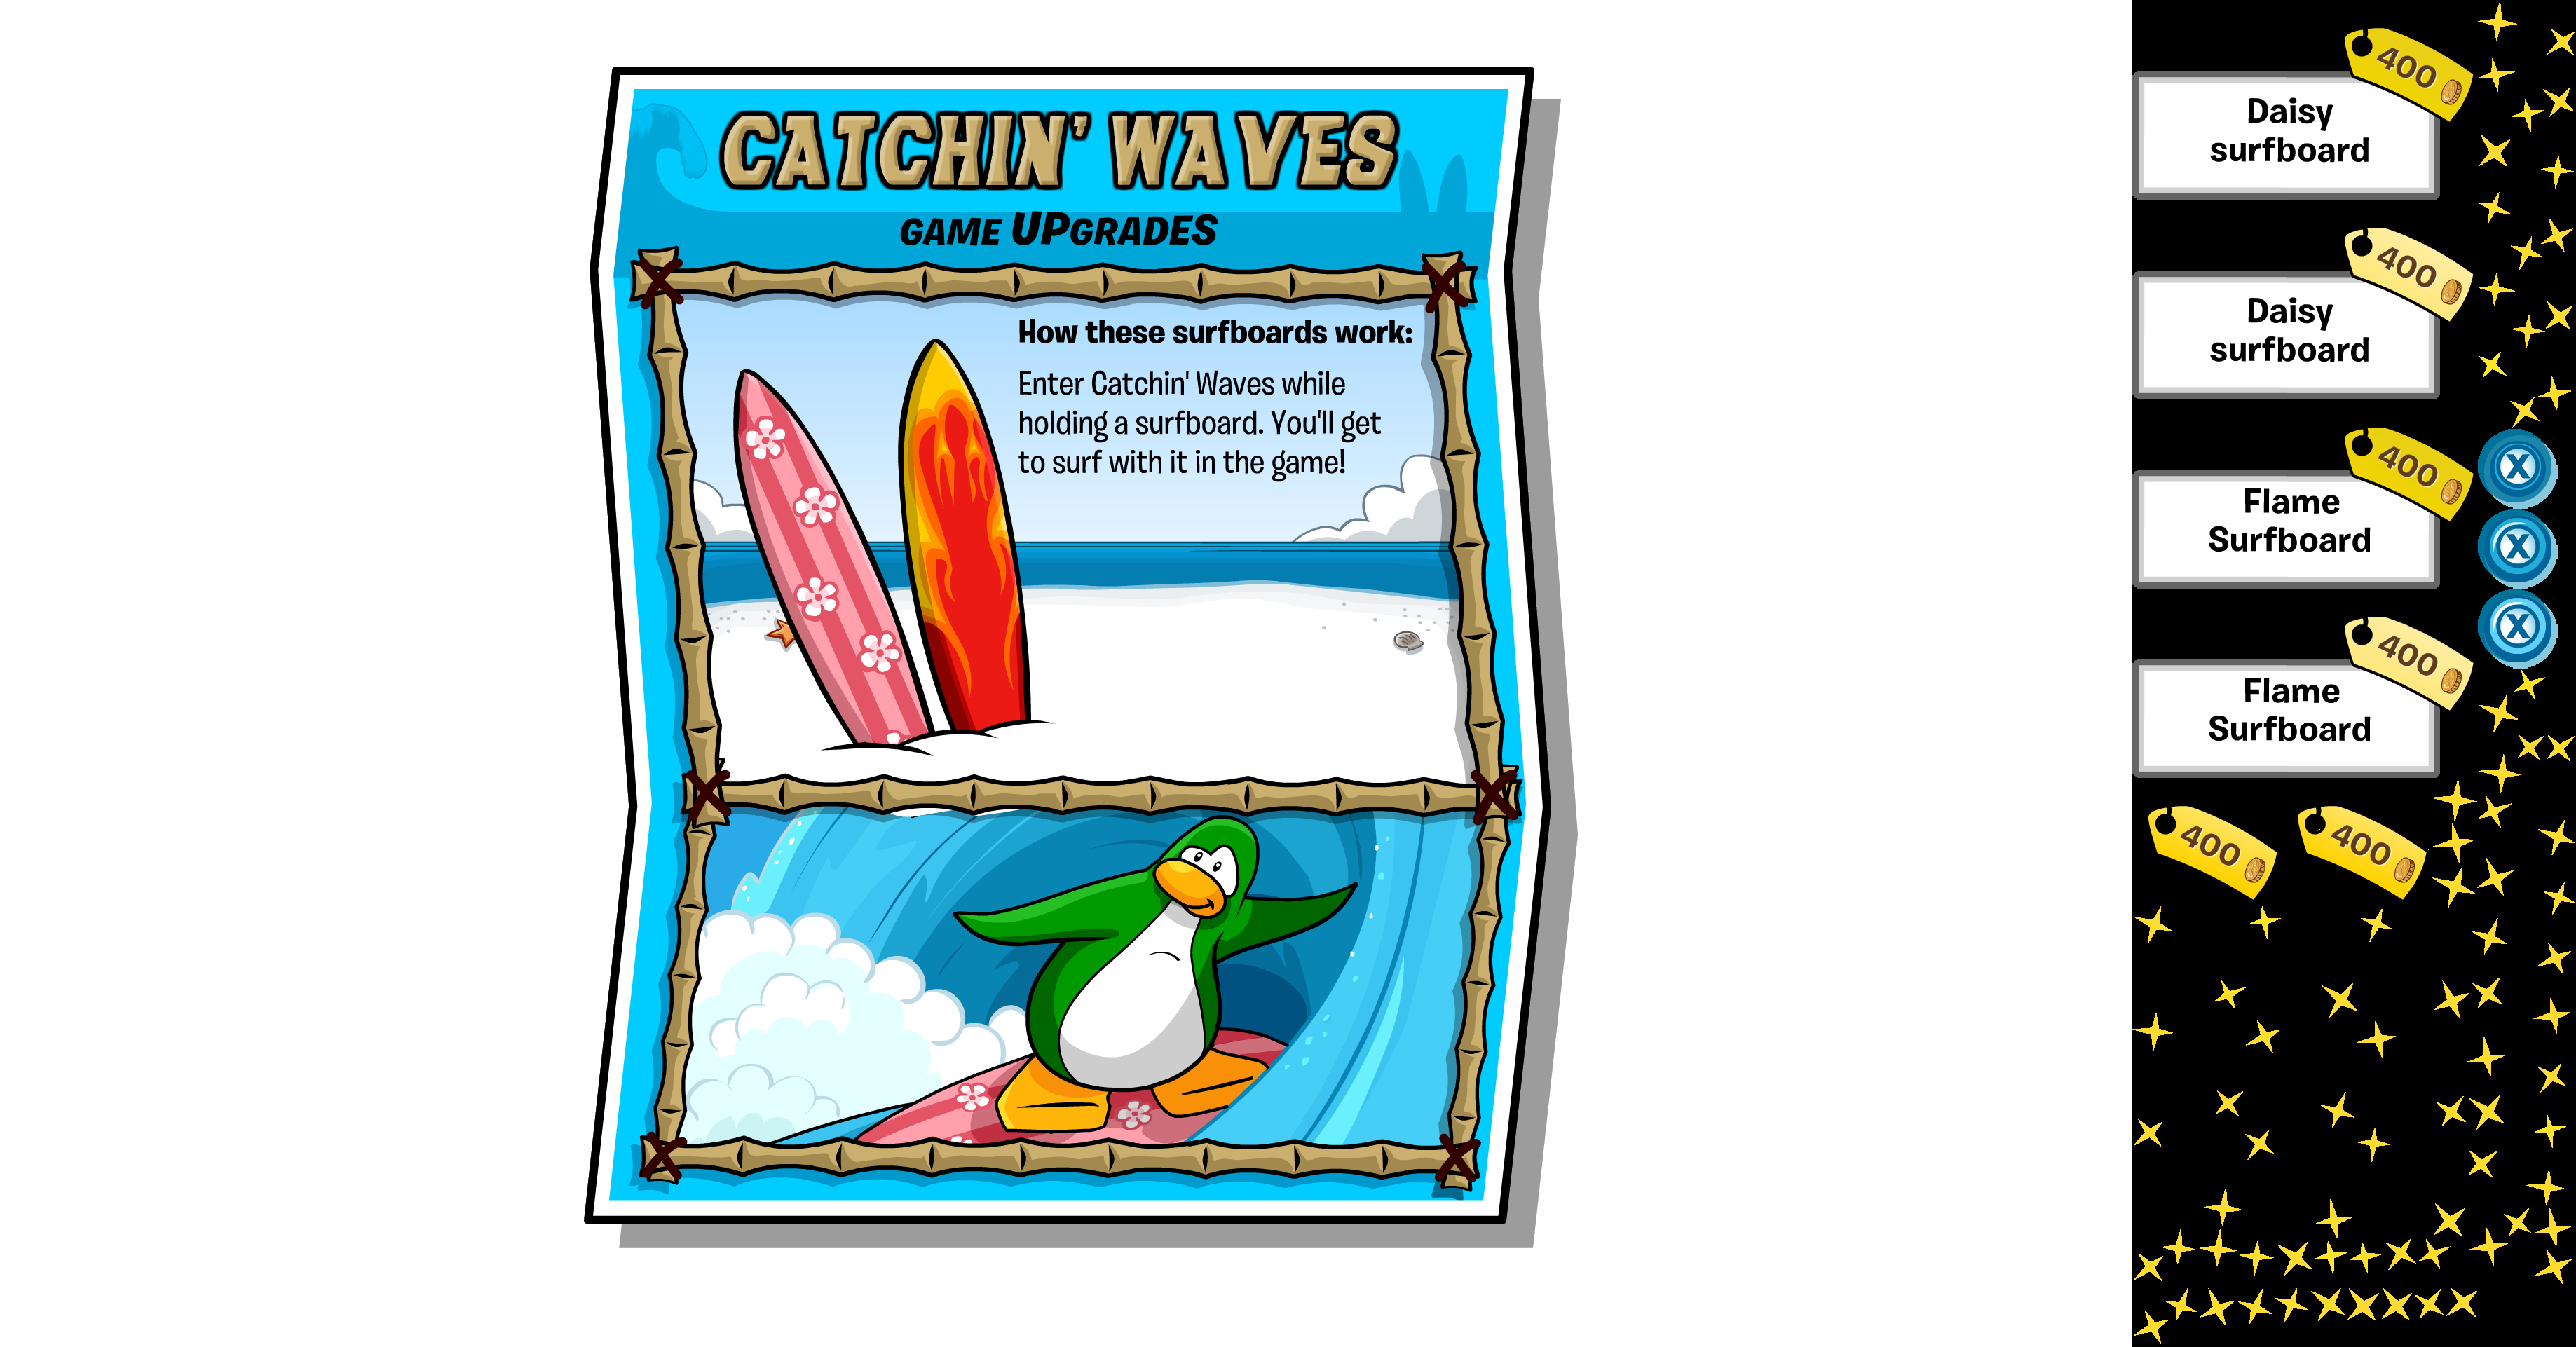 CATCHIN' WAVES
GAME UPGRADES
How these surfboards work:
Enter Catchin' Waves while
holding a surfboard. You'll get
to surf with it in the game!
400
Daisy
surfboard
400
Daisy
surfboard
400
Flame
Surfboard
X
X
X
400
Flame
Surfboard
400
400